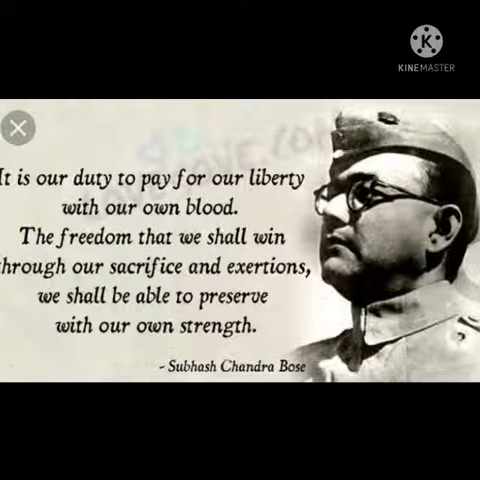 KINEMASTER
It is our duty to pay for our liberty
with our own blood.
The freedom that we shall win
through our sacrifice and exertions,
we shall be able to preserve
with our own strength.
- Subhash Chandra Bose